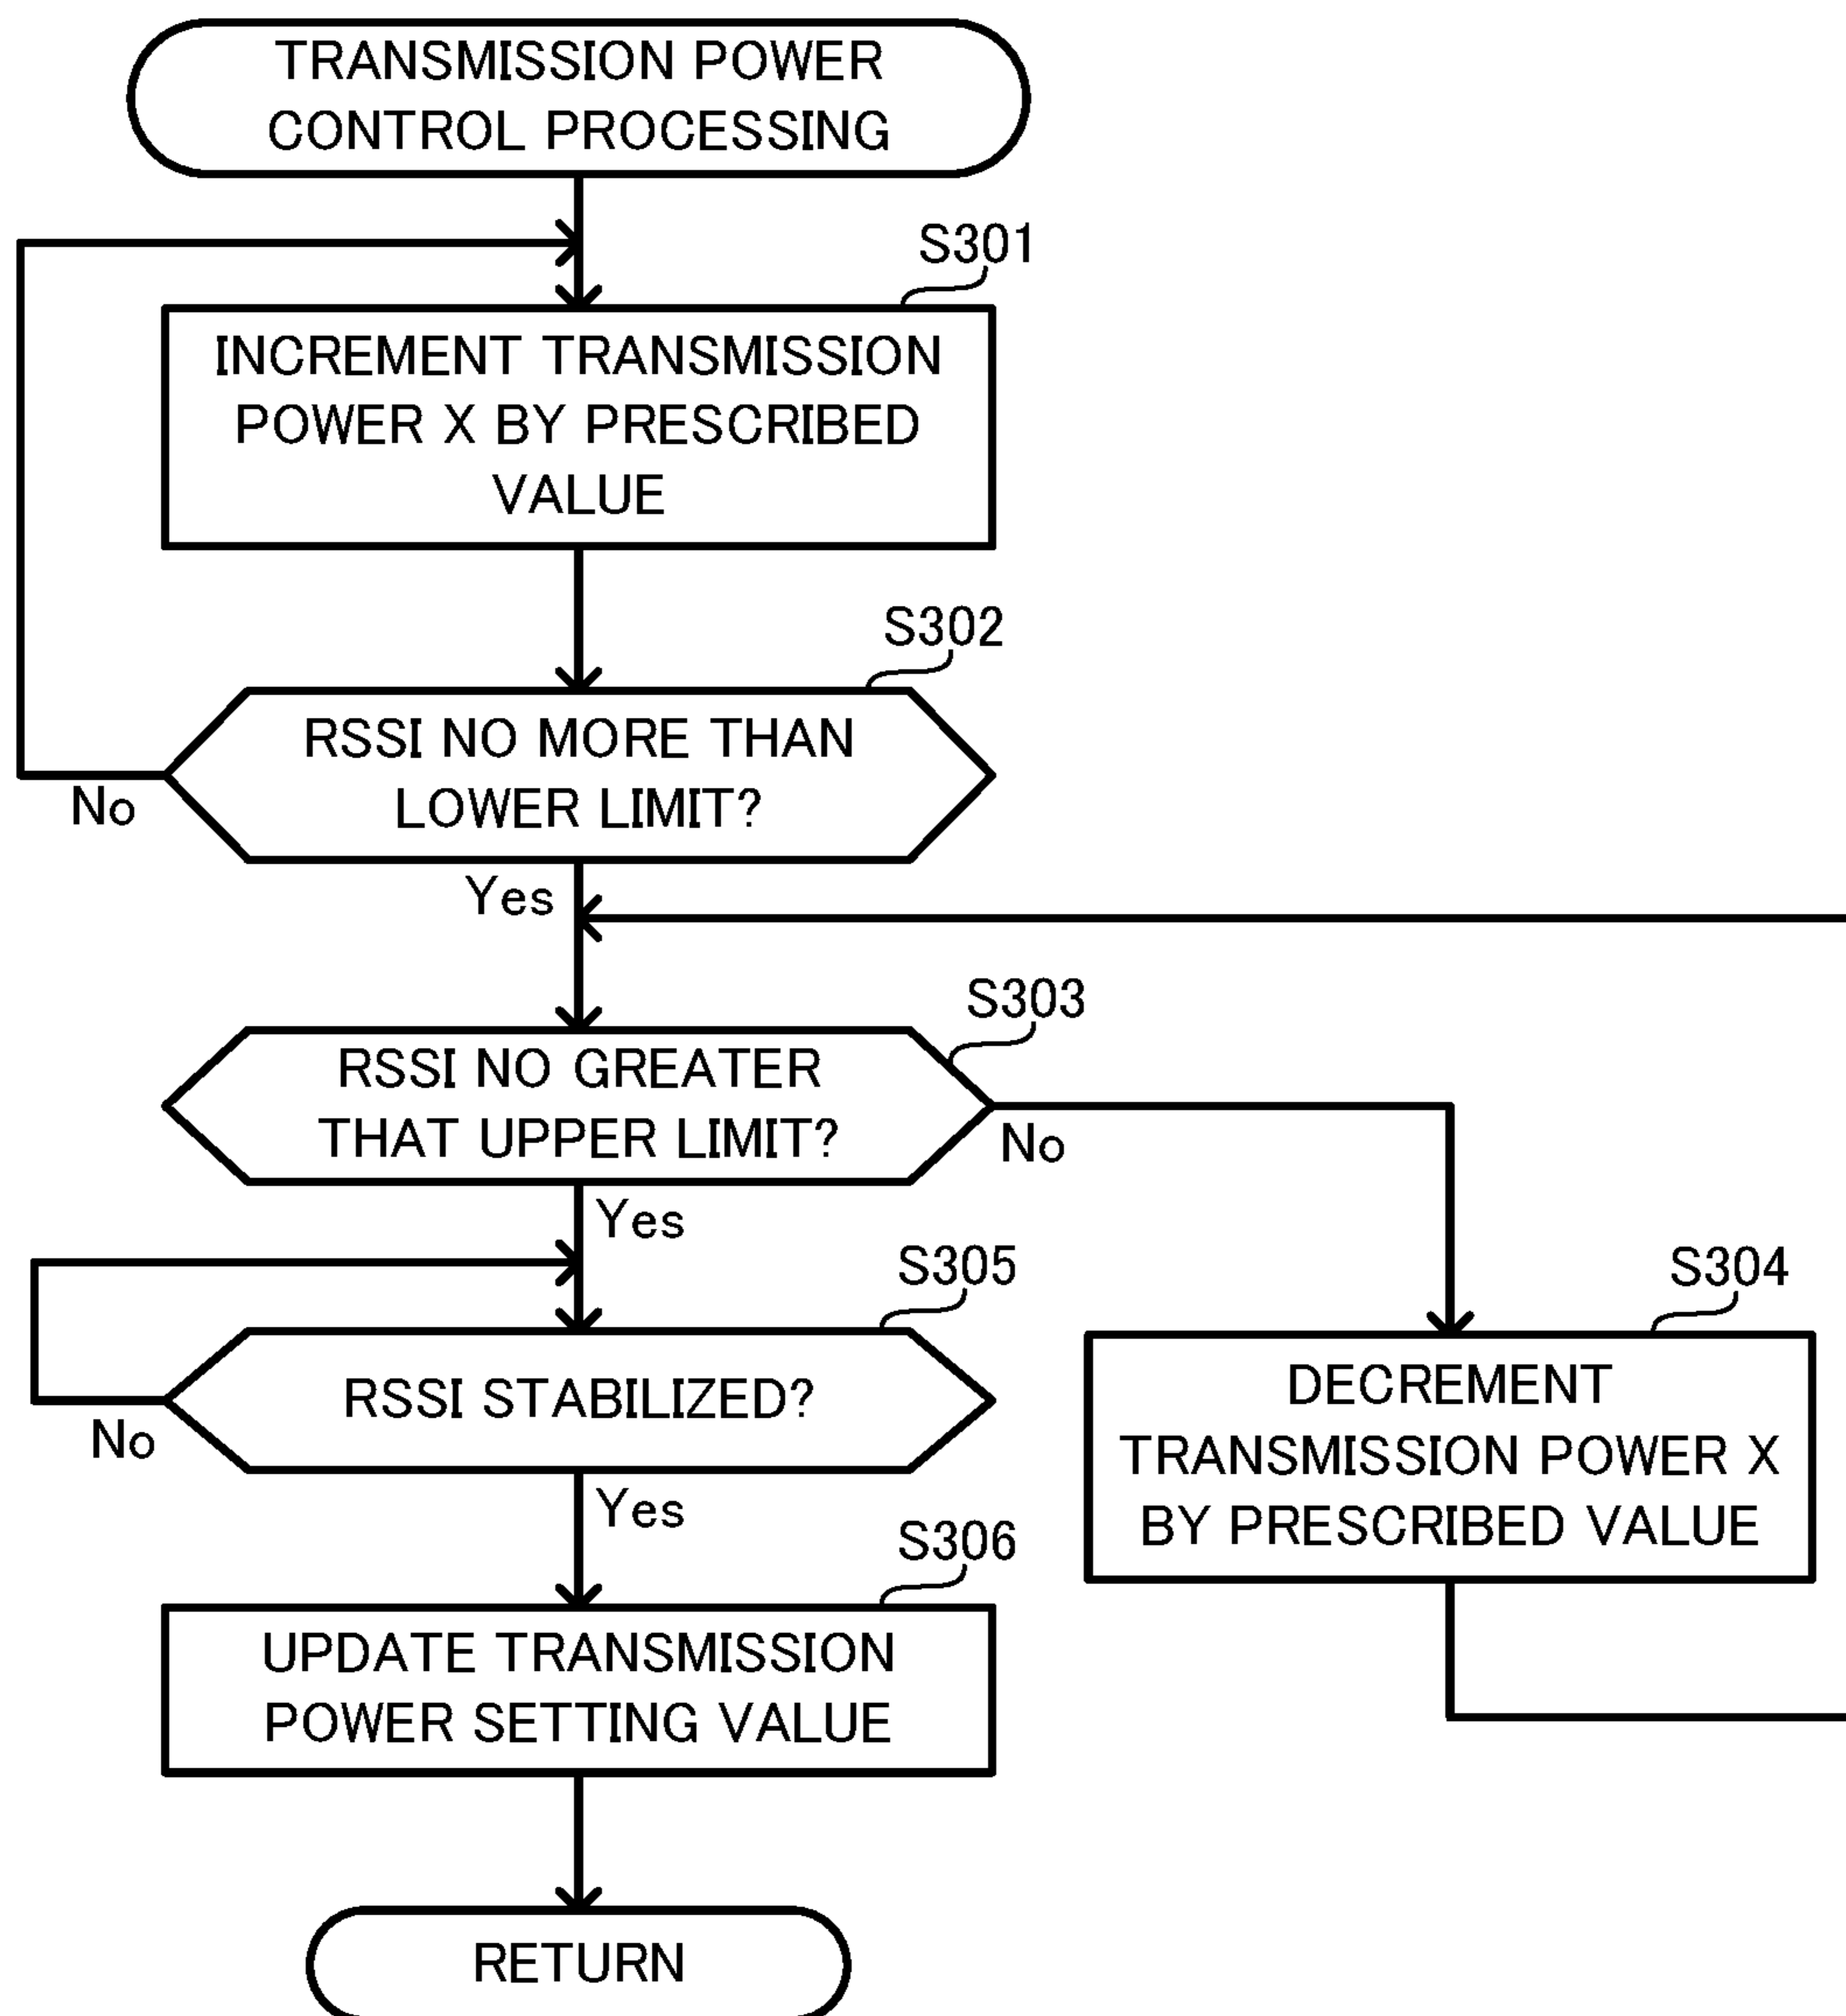 TRANSMISSION POWER
CONTROL PROCESSING
S301
INCREMENT TRANSMISSION
POWER X BY PRESCRIBED
VALUE
S302
RSSI NO MORE THAN
LOWER LIMIT?
No
Yes
S303
RSSI NO GREATER
THAT UPPER LIMIT?
No
Yes
S305
RSSI STABILIZED?
No
Yes
S304
DECREMENT
TRANSMISSION POWER X
BY PRESCRIBED VALUE
S306
UPDATE TRANSMISSION
POWER SETTING VALUE
RETURN